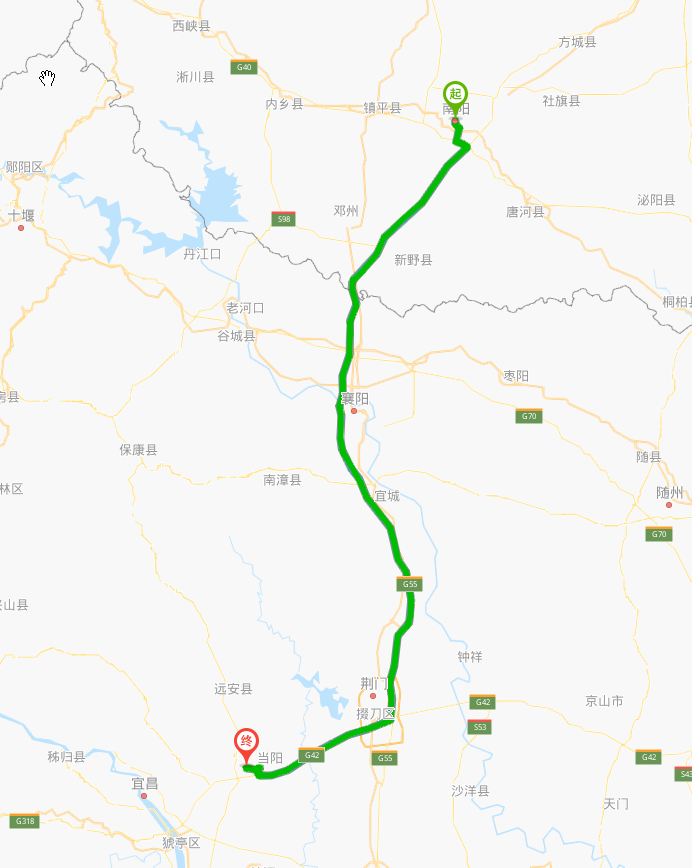 西峡县
方城县
G40
淅川县
起
内乡县
镇平县
南阳
社旗县
郧阳区
十堰
邓州
S98
唐河县
泌阳县
丹江口
新野县
桐柏县
老河口
谷城县
枣阳
房县
襄阳
G70
保康县
随县
南漳县
宜城
林区
随州
G70
G55
兴山县
钟祥
远安县
荆门
掇刀区
G42
京山市
S53
终
当阳
G42
G55
秭归县
G42
S43
宜昌
沙洋县
天门
G318
猇亭区